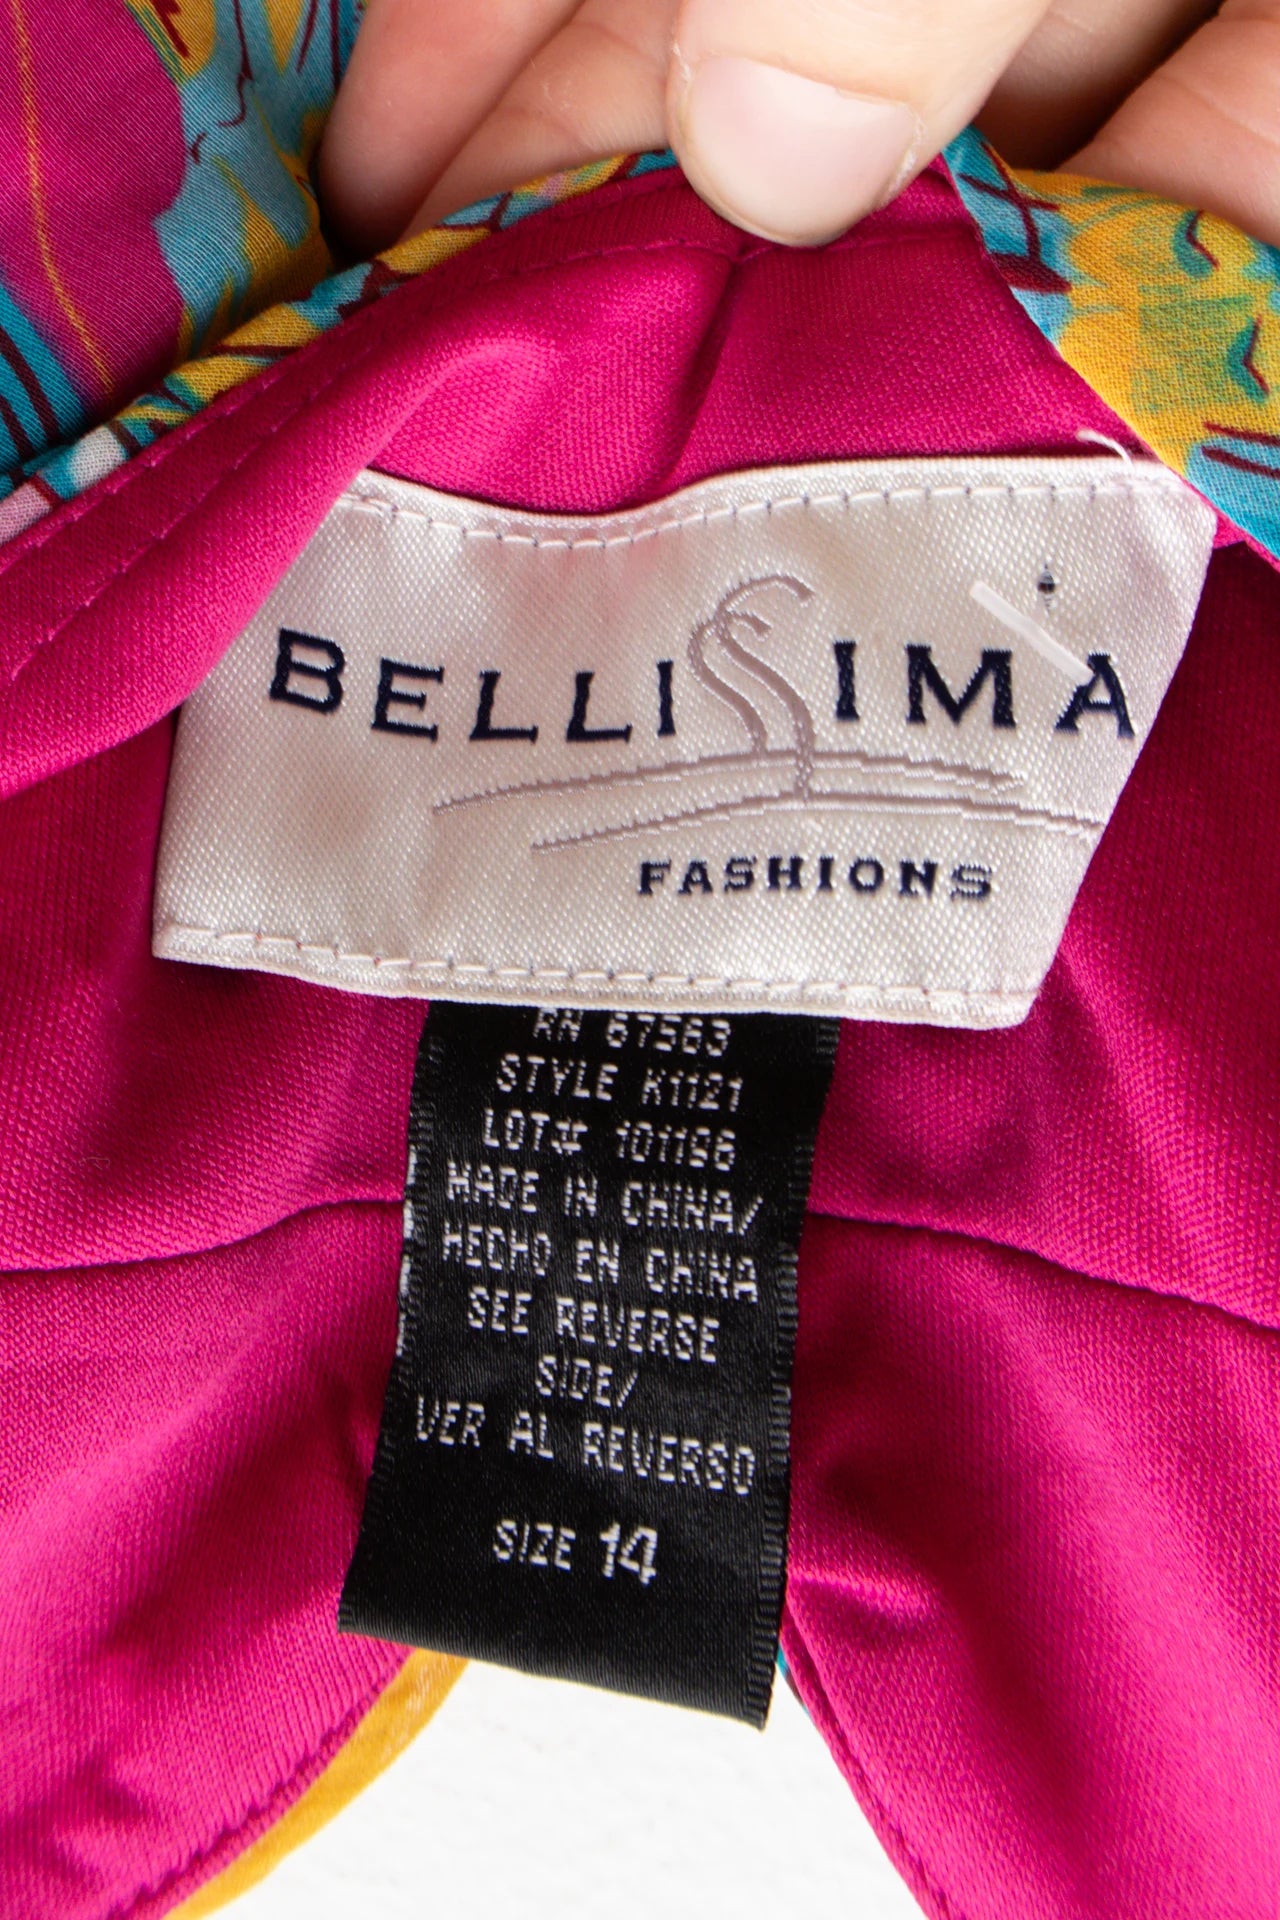 BELLISSIMA
FASHIONS
RN 67563
STYLE K1121
LOT# 101196
MADE IN CHINA/
HECHO EN CHINA
SEE REVERSE
SIDE/
VER AL REVERSO
SIZE 14